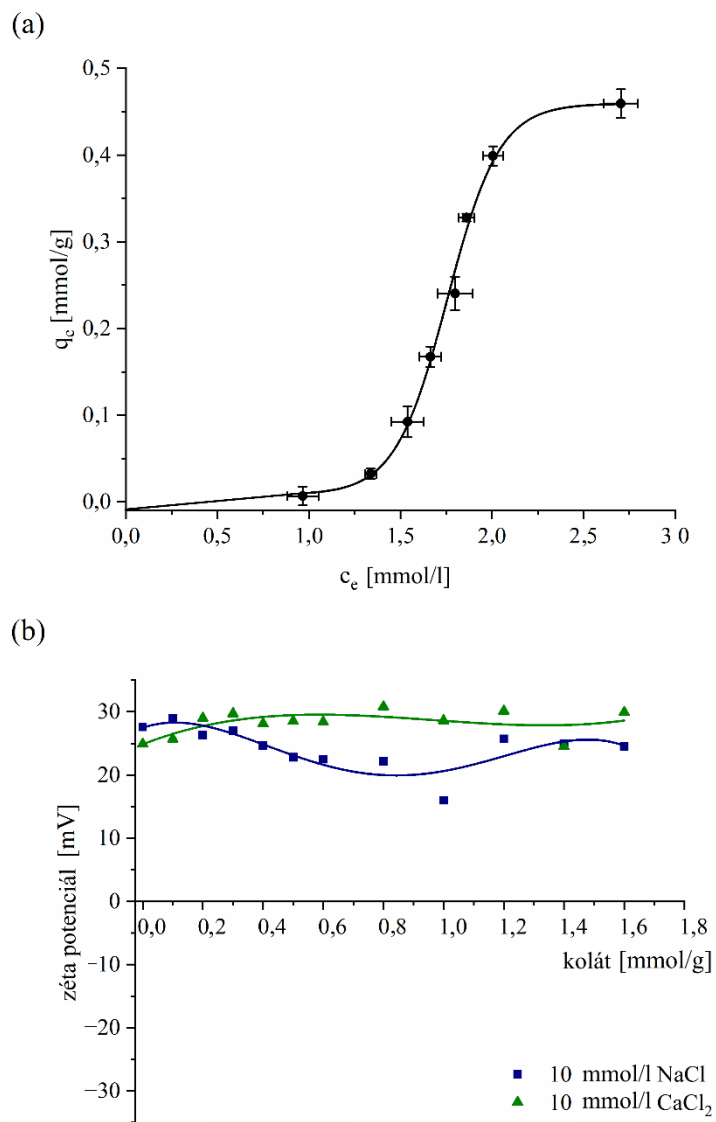 (a)
0,5
0,4
0,3
0,2
0,1
0,0
qe [mmol/g]
0,0 0,5 1,0 1,5 2,0 2,5 3 0
ce [mmol/l]
(b)
30
20
10
0
−10
−20
−30
zéta potenciál [mV]
0,0 0,2 0,4 0,6 0,8 1,0 1,2 1,4 1,6 1,8
kolát [mmol/g]
10 mmol/l NaCl
10 mmol/l CaCl2